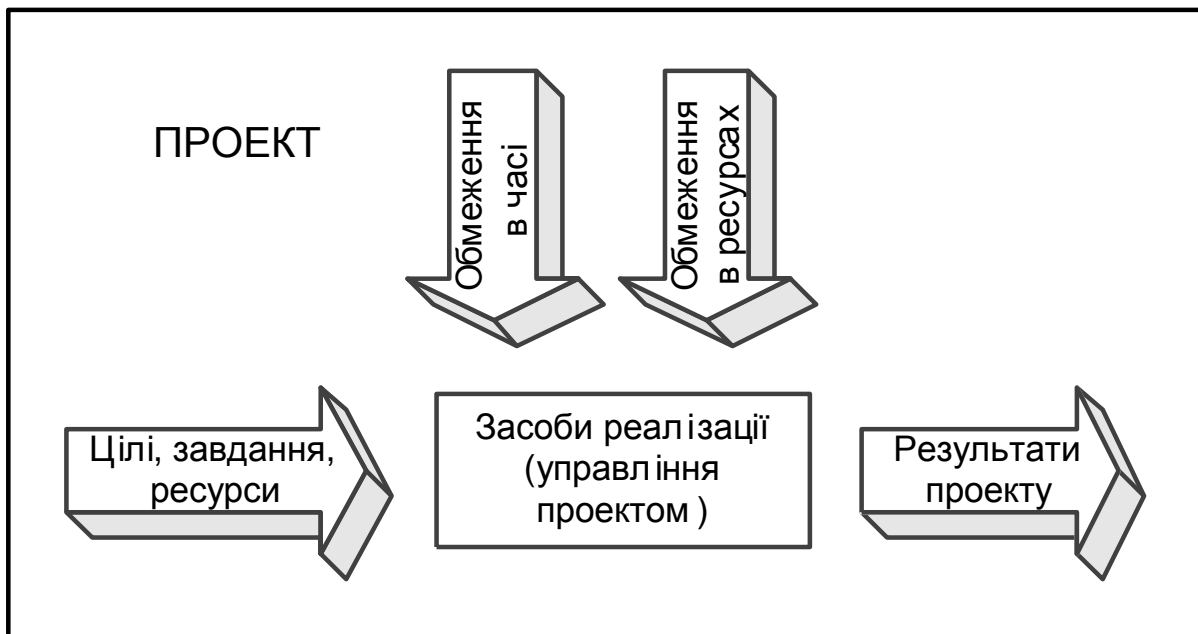 ПРОЕКТ
Обмеження
в часі
Обмеження
в ресурсах
Цілі, завдання,
ресурси
Засоби реалізації
(управління
проектом )
Результати
проекту